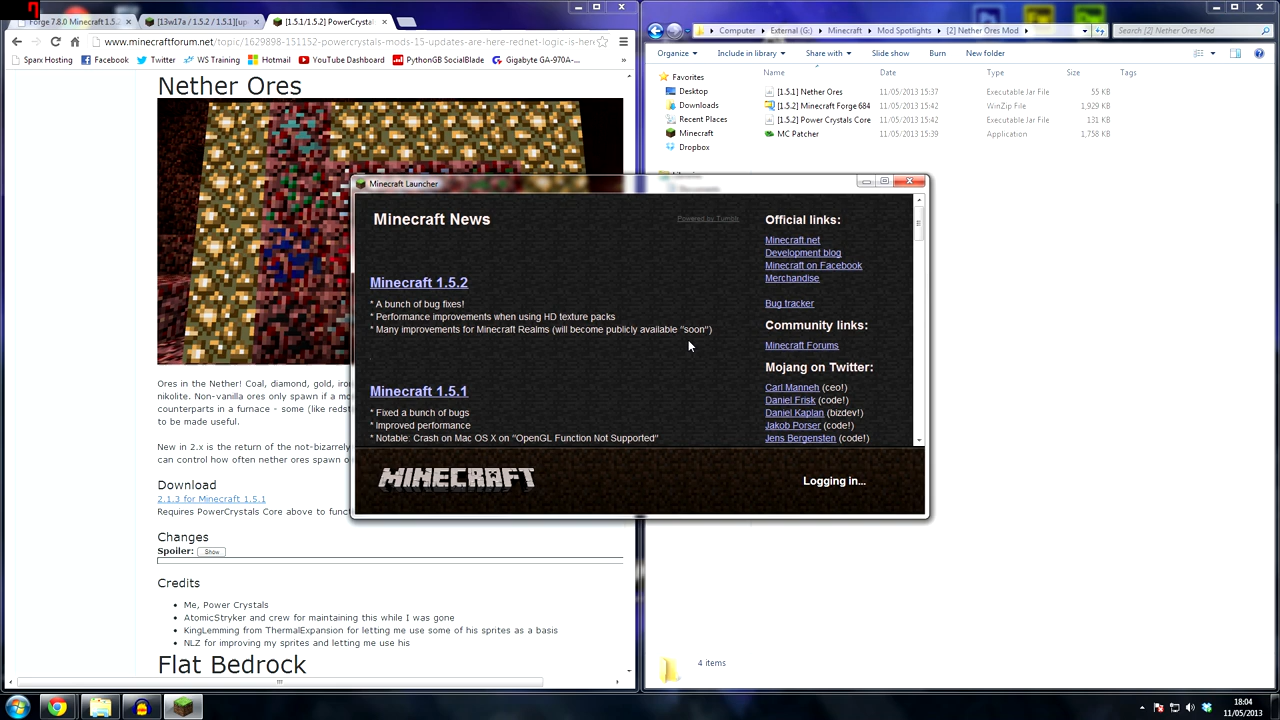 Forge 7.8.0 Minecraft 1.5.2
[13w17a / 1.5.2 / 1.5.1][up
[1.5.1/1.5.2] PowerCrystal
www.minecraftforum.net/topic/1629898-151152-powercrystals-mods-15-updates-are-here-rednet-logic-is-her
Sparx Hosting
Facebook
Twitter
WS Training
Hotmail
YouTube Dashboard
PythonGB SocialBlade
Gigabyte GA-970A-...
Nether Ores
Ores in the Nether! Coal, diamond, gold, iro
nikolite. Non-vanilla ores only spawn if a mo
counterparts in a furnace - some (like redst
to be made useful.
New in 2.x is the return of the not-bizarrely
can control how often nether ores spawn o
Download
2.1.3 for Minecraft 1.5.1
Requires PowerCrystals Core above to func
Changes
Spoiler: Show
Credits
Me, Power Crystals
AtomicStryker and crew for maintaining this while I was gone
KingLemming from ThermalExpansion for letting me use some of his sprites as a basis
NLZ for improving my sprites and letting me use his
Flat Bedrock
Computer
External (G:)
Minecraft
Mod Spotlights
[2] Nether Ores Mod
Search [2] Nether Ores Mod
Organize
Include in library
Share with
Slide show
Burn
New folder
Favorites
Desktop
Downloads
Recent Places
Minecraft
Dropbox
Name Date Type Size Tags
[1.5.1] Nether Ores 11/05/2013 15:37 Executable Jar File 55 KB
[1.5.2] Minecraft Forge 684 11/05/2013 15:42 WinZip File 1,929 KB
[1.5.2] Power Crystals Core 11/05/2013 15:42 Executable Jar File 131 KB
MC Patcher 11/05/2013 15:39 Application 1,758 KB
4 items
Minecraft Launcher
Minecraft News
Powered by Tumblr
Minecraft 1.5.2
* A bunch of bug fixes!
* Performance improvements when using HD texture packs
* Many improvements for Minecraft Realms (will become publicly available "soon")
Minecraft 1.5.1
* Fixed a bunch of bugs
* Improved performance
* Notable: Crash on Mac OS X on "OpenGL Function Not Supported"
Official links:
Minecraft.net
Development blog
Minecraft on Facebook
Merchandise
Bug tracker
Community links:
Minecraft Forums
Mojang on Twitter:
Carl Manneh (ceo!)
Daniel Frisk (code!)
Daniel Kaplan (bizdev!)
Jakob Porser (code!)
Jens Bergensten (code!)
MINECRAFT
Logging in...
18:04
11/05/2013